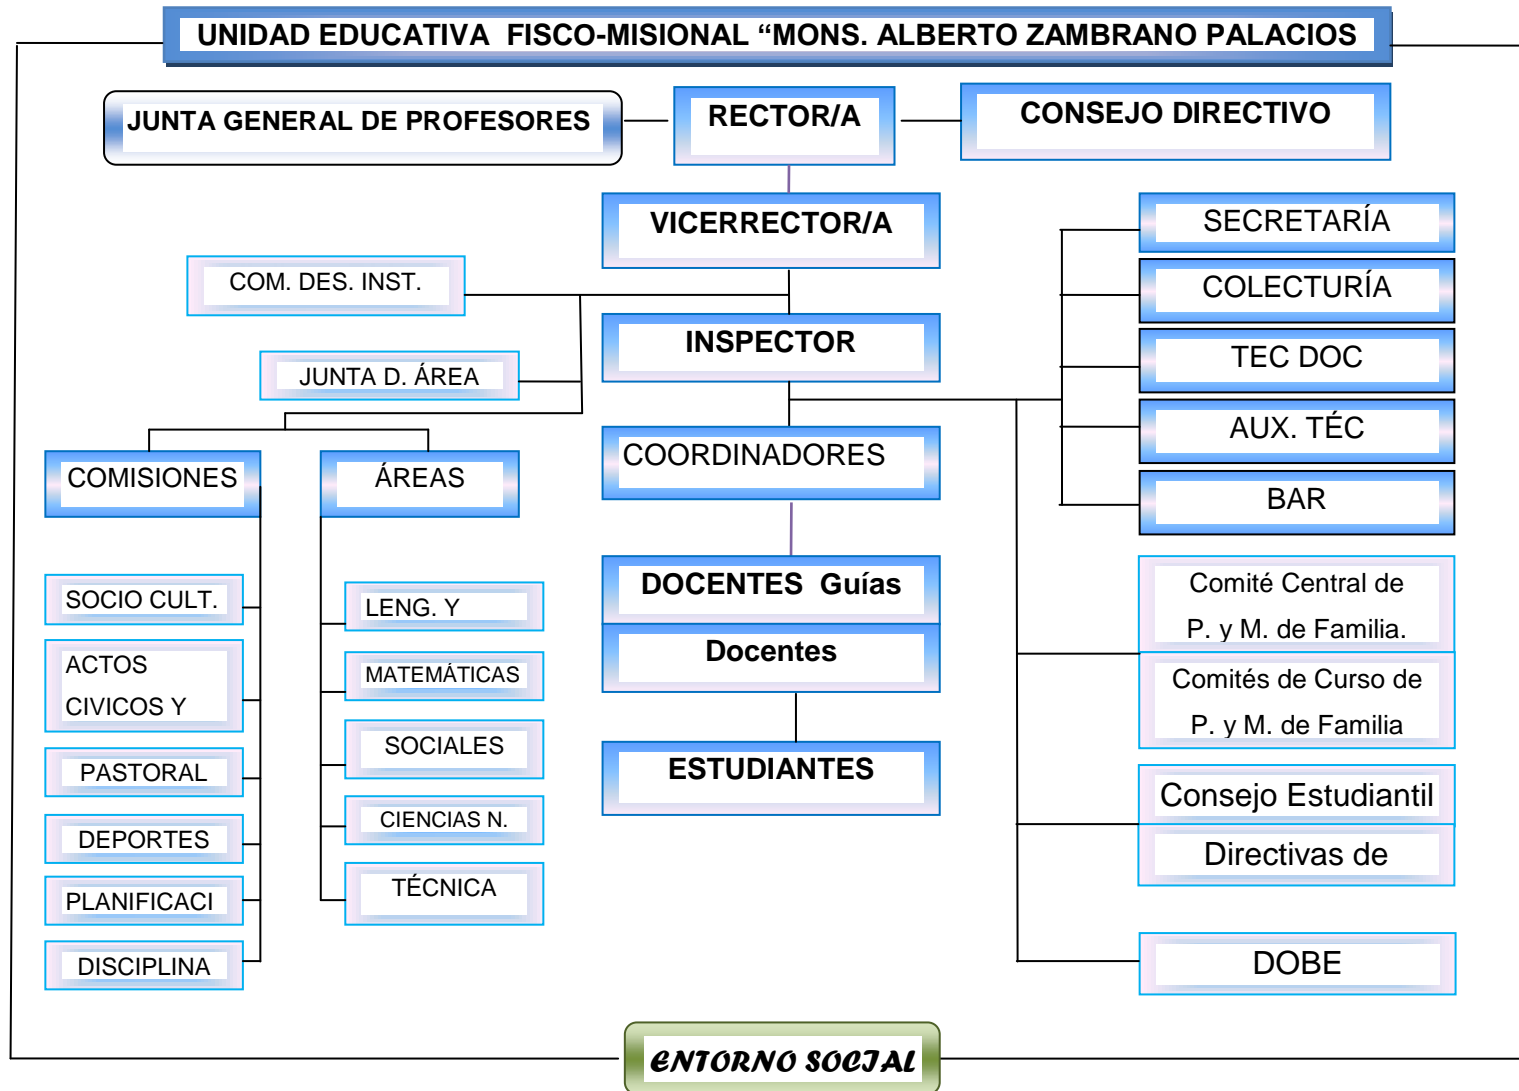 UNIDAD EDUCATIVA FISCO-MISIONAL “MONS. ALBERTO ZAMBRANO PALACIOS
JUNTA GENERAL DE PROFESORES
RECTOR/A
CONSEJO DIRECTIVO
VICERRECTOR/A
COM. DES. INST.
INSPECTOR
JUNTA D. ÁREA
COORDINADORES
SECRETARÍA
COLECTURÍA
TEC DOC
AUX. TÉC
BAR
COMISIONES
ÁREAS
SOCIO CULT.
ACTOS
CIVICOS Y
PASTORAL
DEPORTES
PLANIFICACI
DISCIPLINA
LENG. Y
MATEMÁTICAS
SOCIALES
CIENCIAS N.
TÉCNICA
DOCENTES Guías
Docentes
ESTUDIANTES
Comité Central de
P. y M. de Familia.
Comités de Curso de
P. y M. de Familia
Consejo Estudiantil
Directivas de
DOBE
ENTORNO SOCIAL